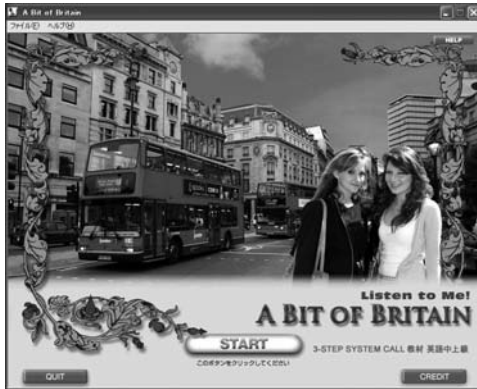 A Bit of Britain
ファイル(F) ヘルプ(H)
HELP
Listen to Me!
A BIT OF BRITAIN
START
3-STEP SYSTEM CALL 教材 英語中上級
このボタンをクリックしてください
QUIT
CREDIT